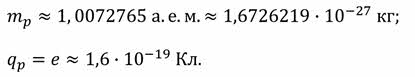 m_p ≈ 1,0072765 а. е. м. ≈ 1,6726219 · 10⁻²⁷ кг;
q_p = e ≈ 1,6 · 10⁻¹⁹ Кл.